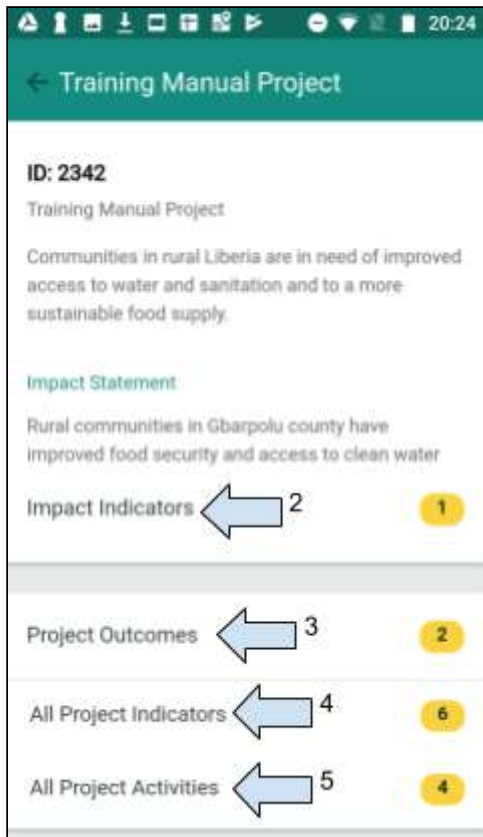 20:24
Training Manual Project
ID: 2342
Training Manual Project
Communities in rural Liberia are in need of improved
access to water and sanitation and to a more
sustainable food supply.
Impact Statement
Rural communities in Gbarpolu county have
improved food security and access to clean water
Impact Indicators 2 1
Project Outcomes 3 2
All Project Indicators 4 6
All Project Activities 5 4